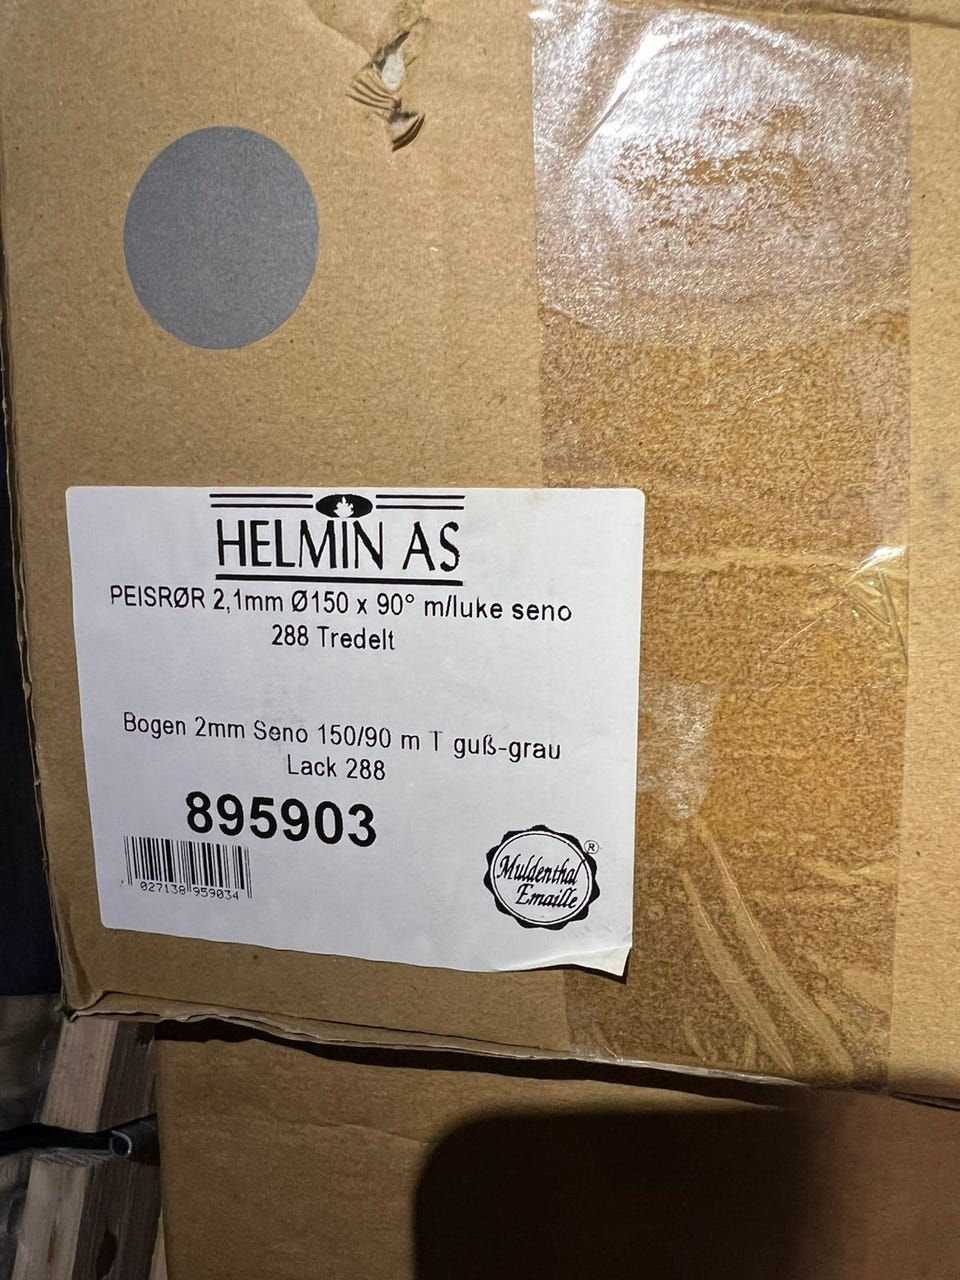 HELMIN AS
PEISRØR 2,1mm Ø150 x 90° m/luke seno
288 Tredelt
Bogen 2mm Seno 150/90 m T guß-grau
Lack 288
895903
027138 959034
Muldenthal ®
Emaille